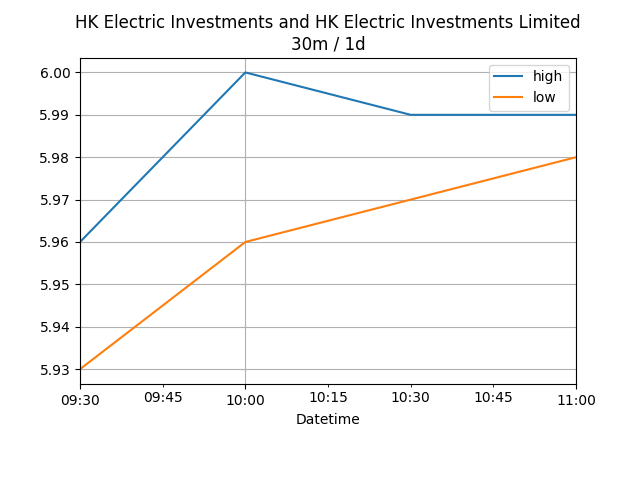 HK Electric Investments and HK Electric Investments Limited
30m / 1d
high
low
6.00
5.99
5.98
5.97
5.96
5.95
5.94
5.93
09:30 09:45 10:00 10:15 10:30 10:45 11:00
Datetime